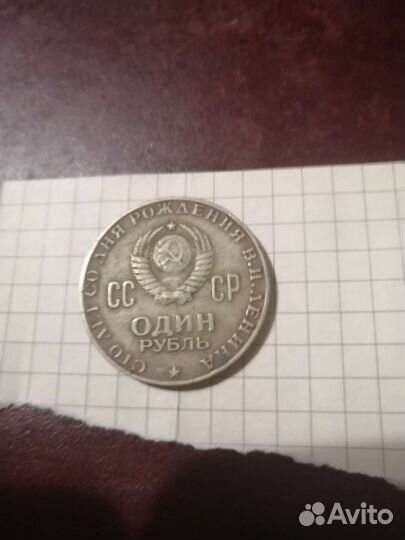 СТО ЛЕТ СО ДНЯ РОЖДЕНИЯ В.И. ЛЕНИНА
СС СР
ОДИН
РУБЛЬ
Avito